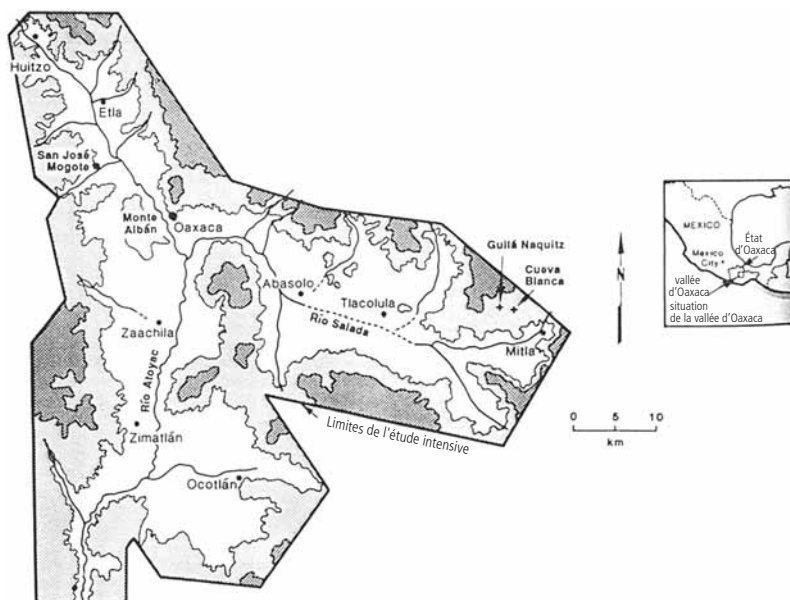 Huitzo
Etla
San José
Mogote
Monte
Albán
Oaxaca
Guilá Naquitz
Cueva
Blanca
Abasolo
Tlacolula
Río Salado
Mitla
Zaachila
Río Atoyac
Zimatlán
Ocotlán
Limites de l'étude intensive
N
0 5 10
km
MEXICO
Mexico
City
État
d'Oaxaca
vallée
d'Oaxaca
situation
de la vallée d'Oaxaca